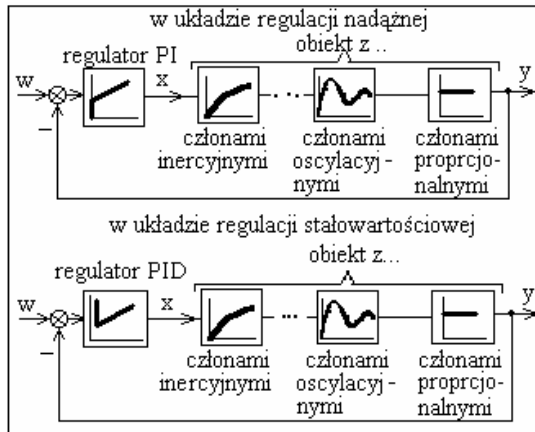 w układzie regulacji nadążnej
obiekt z ..
regulator PI
w
x
y
−
członami inercyjnymi
członami oscylacyj - nymi
członami proprcjo- nalnymi
w układzie regulacji stałowartościowej
obiekt z...
regulator PID
w
x
y
−
członami inercyjnymi
członami oscylacyj - nymi
członami proprcjo- nalnymi